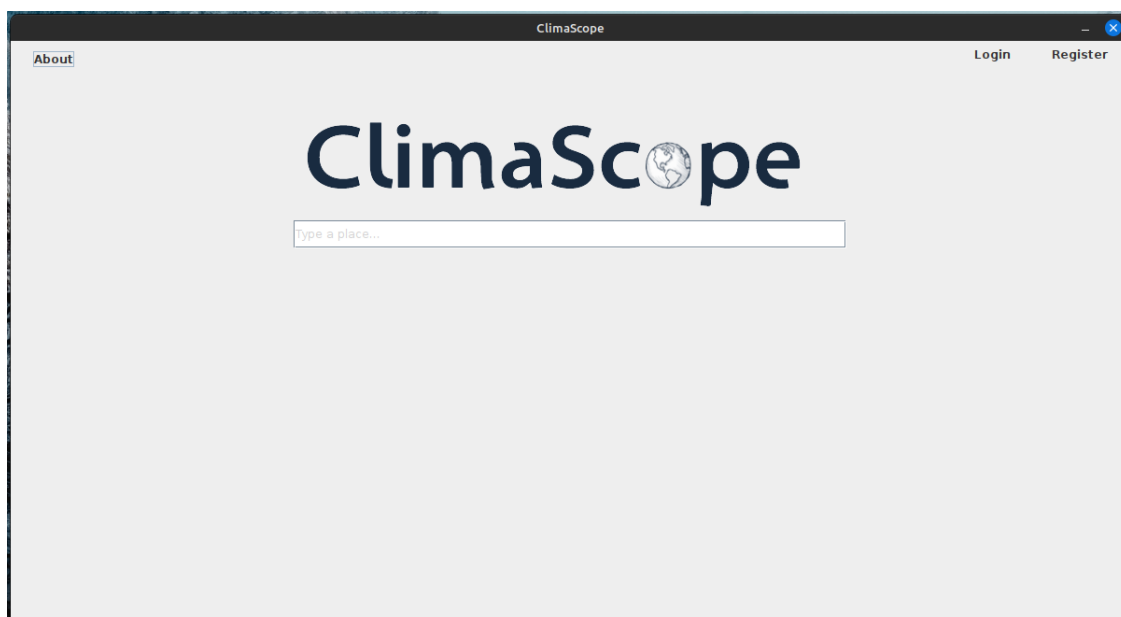 ClimaScope
About
Login
Register
ClimaScope
Type a place...